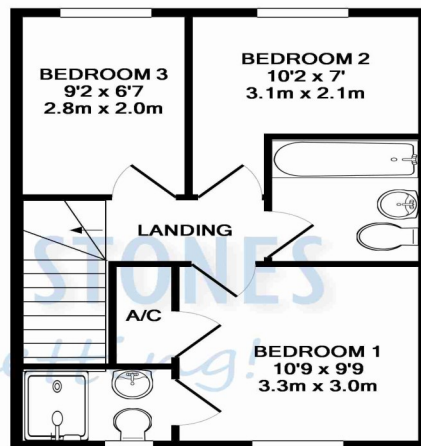 BEDROOM 3
9'2 x 6'7
2.8m x 2.0m
BEDROOM 2
10'2 x 7'
3.1m x 2.1m
LANDING
STONES
A/C
BEDROOM 1
10'9 x 9'9
3.3m x 3.0m